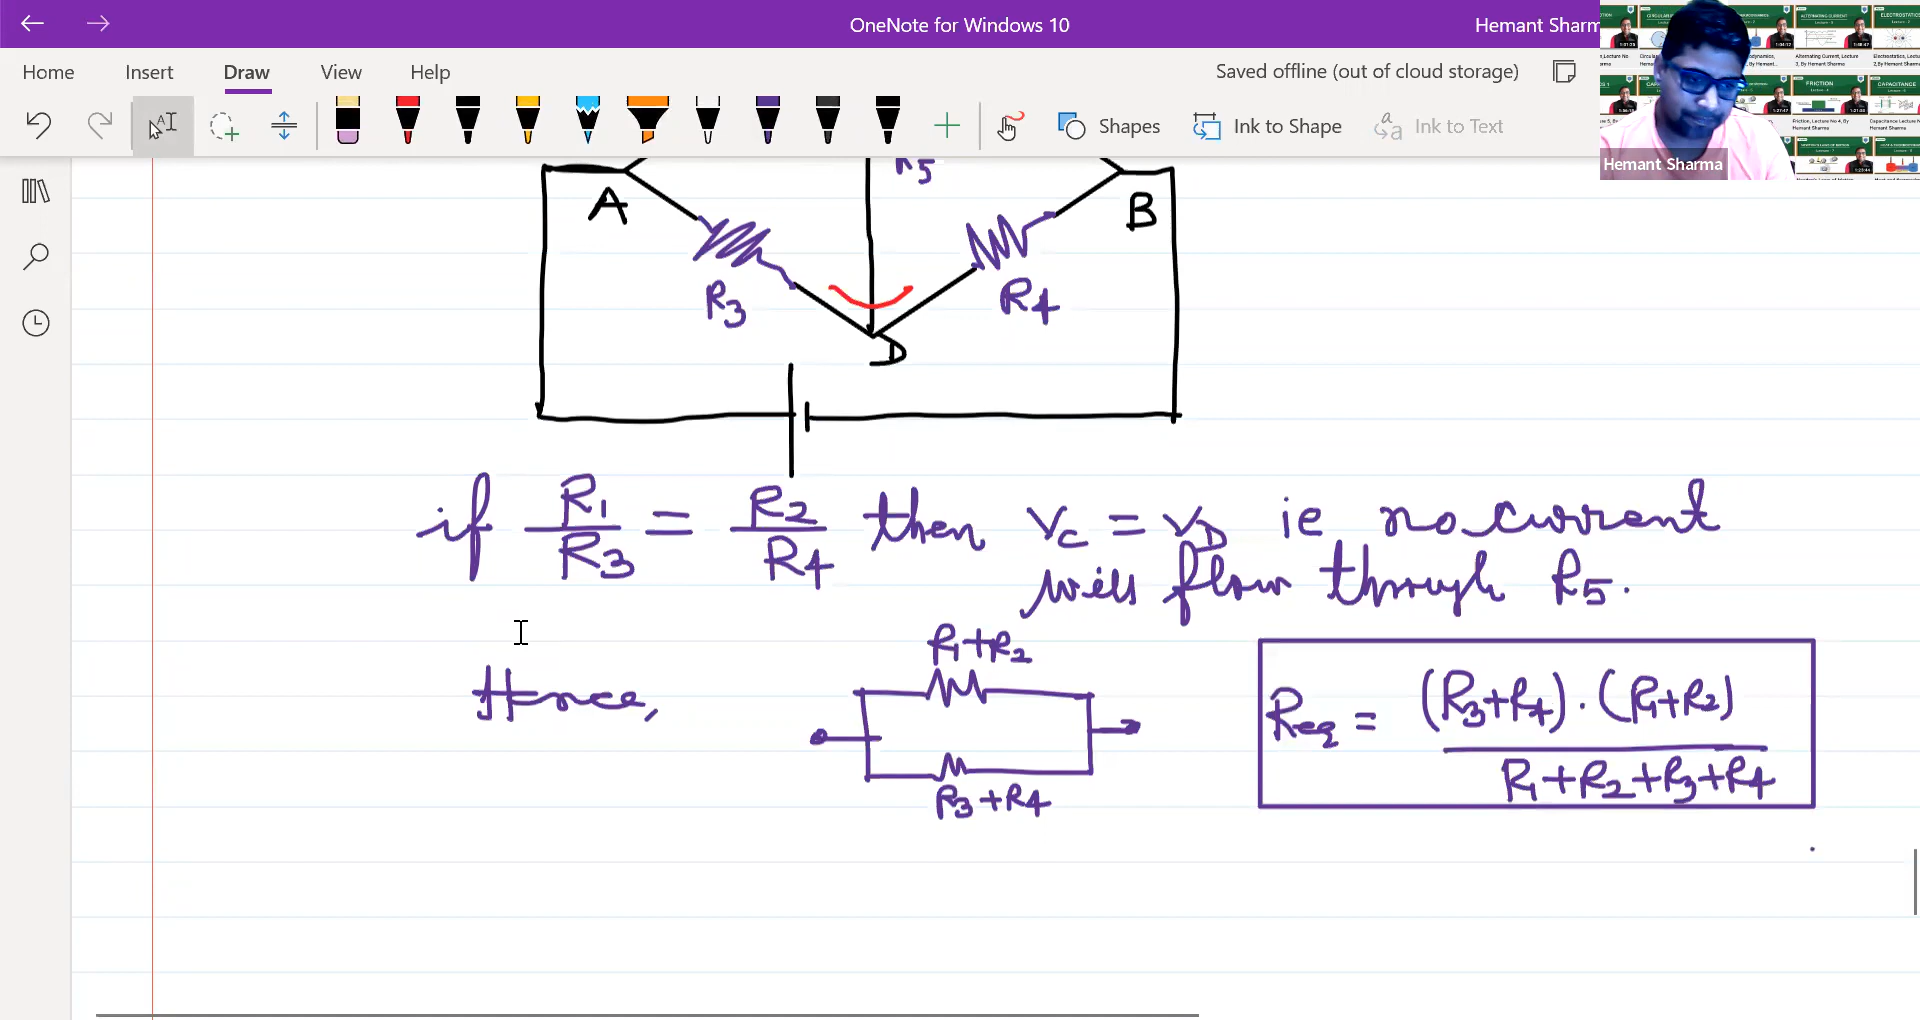 OneNote for Windows 10
Hemant Sharm
Home Insert Draw View Help
Saved offline (out of cloud storage)
Shapes Ink to Shape Ink to Text
Hemant Sharma
FRICTION
CAPACITANCE
R5
A
B
R3
R4
D
if R1/R3 = R2/R4 then VC = VD ie no current
will flow through R5.
R1+R2
Hence,
Req = (R3+R4).(R1+R2) / R1+R2+R3+R4
R3+R4